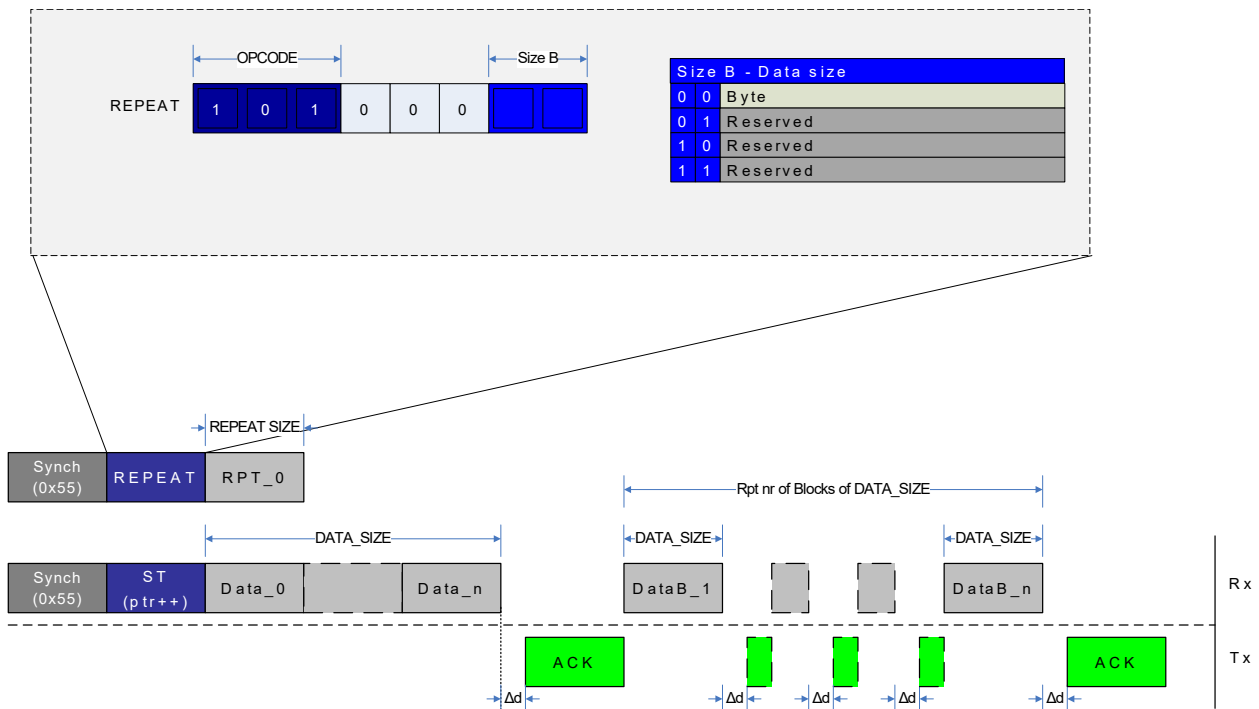 OPCODE
Size B
REPEAT
1 0 1 0 0 0
Size B - Data size
0 0 Byte
0 1 Reserved
1 0 Reserved
1 1 Reserved
REPEAT SIZE
Synch
(0x55)
REPEAT
RPT_0
Rpt nr of Blocks of DATA_SIZE
DATA_SIZE
DATA_SIZE
DATA_SIZE
Synch
(0x55)
ST
(ptr++)
Data_0
Data_n
DataB_1
DataB_n
Rx
ACK
ACK
Tx
Δd
Δd
Δd
Δd
Δd